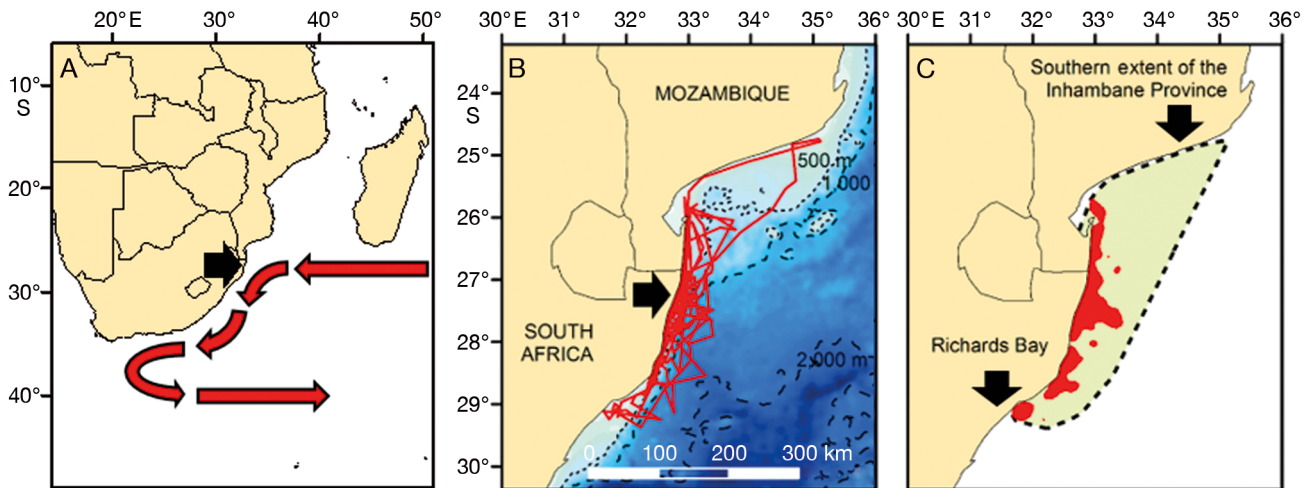 20°E 30° 40° 50°
10°
S
20°
30°
40°
A
30°E 31° 32° 33° 34° 35° 36°
24°
S
25°
26°
27°
28°
29°
30°
B
MOZAMBIQUE
500 m
1 000
SOUTH
AFRICA
2,000 m
0 100 200 300 km
30°E 31° 32° 33° 34° 35° 36°
C
Southern extent of the
Inhambane Province
Richards Bay